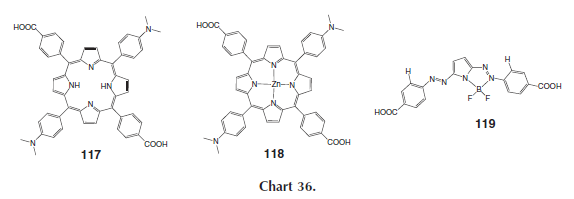 HOOC N
N
NH HN
N
N COOH
117
HOOC N
N
N Zn N
N
N COOH
118
H N=N N N H
N N COOH
B
F F
HOOC
119
Chart 36.